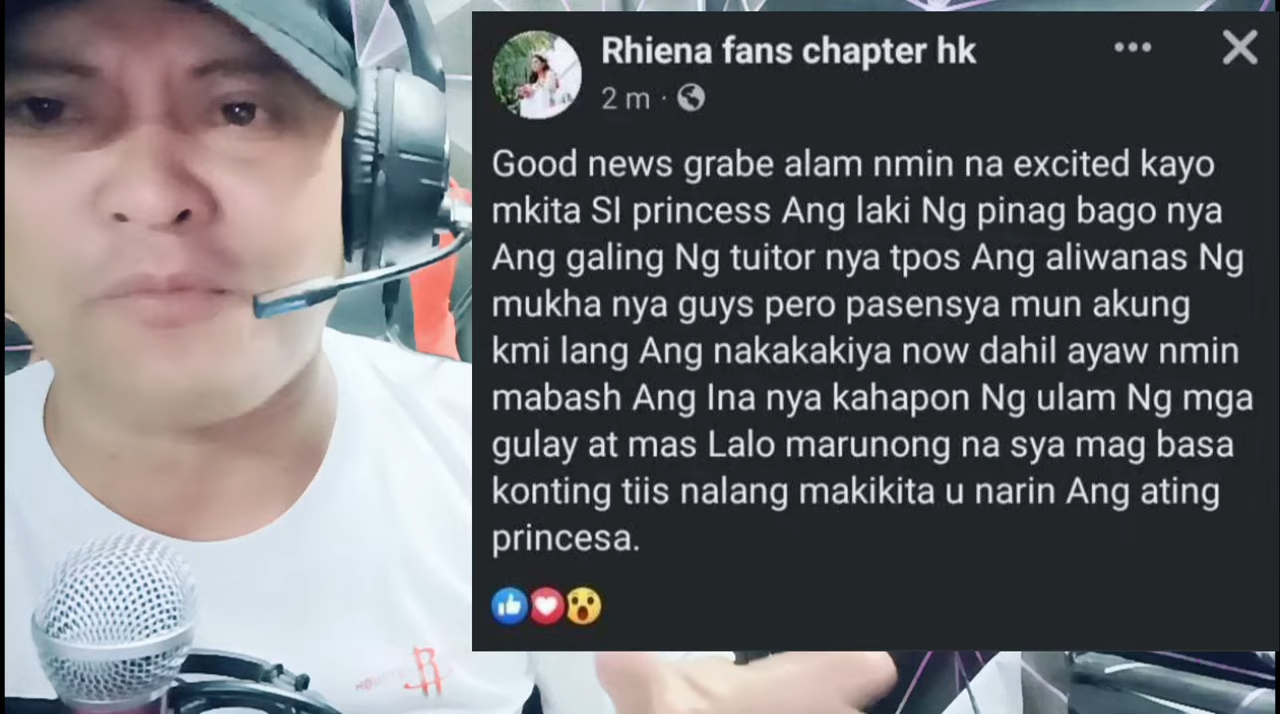 Rhiena fans chapter hk
2 m
Good news grabe alam nmin na excited kayo
mkita SI princess Ang laki Ng pinag bago nya
Ang galing Ng tuitor nya tpos Ang aliwanas Ng
mukha nya guys pero pasensya mun akung
kmi lang Ang nakakakiya now dahil ayaw nmin
mabash Ang Ina nya kahapon Ng ulam Ng mga
gulay at mas Lalo marunong na sya mag basa
konting tiis nalang makikita u narin Ang ating
princesa.